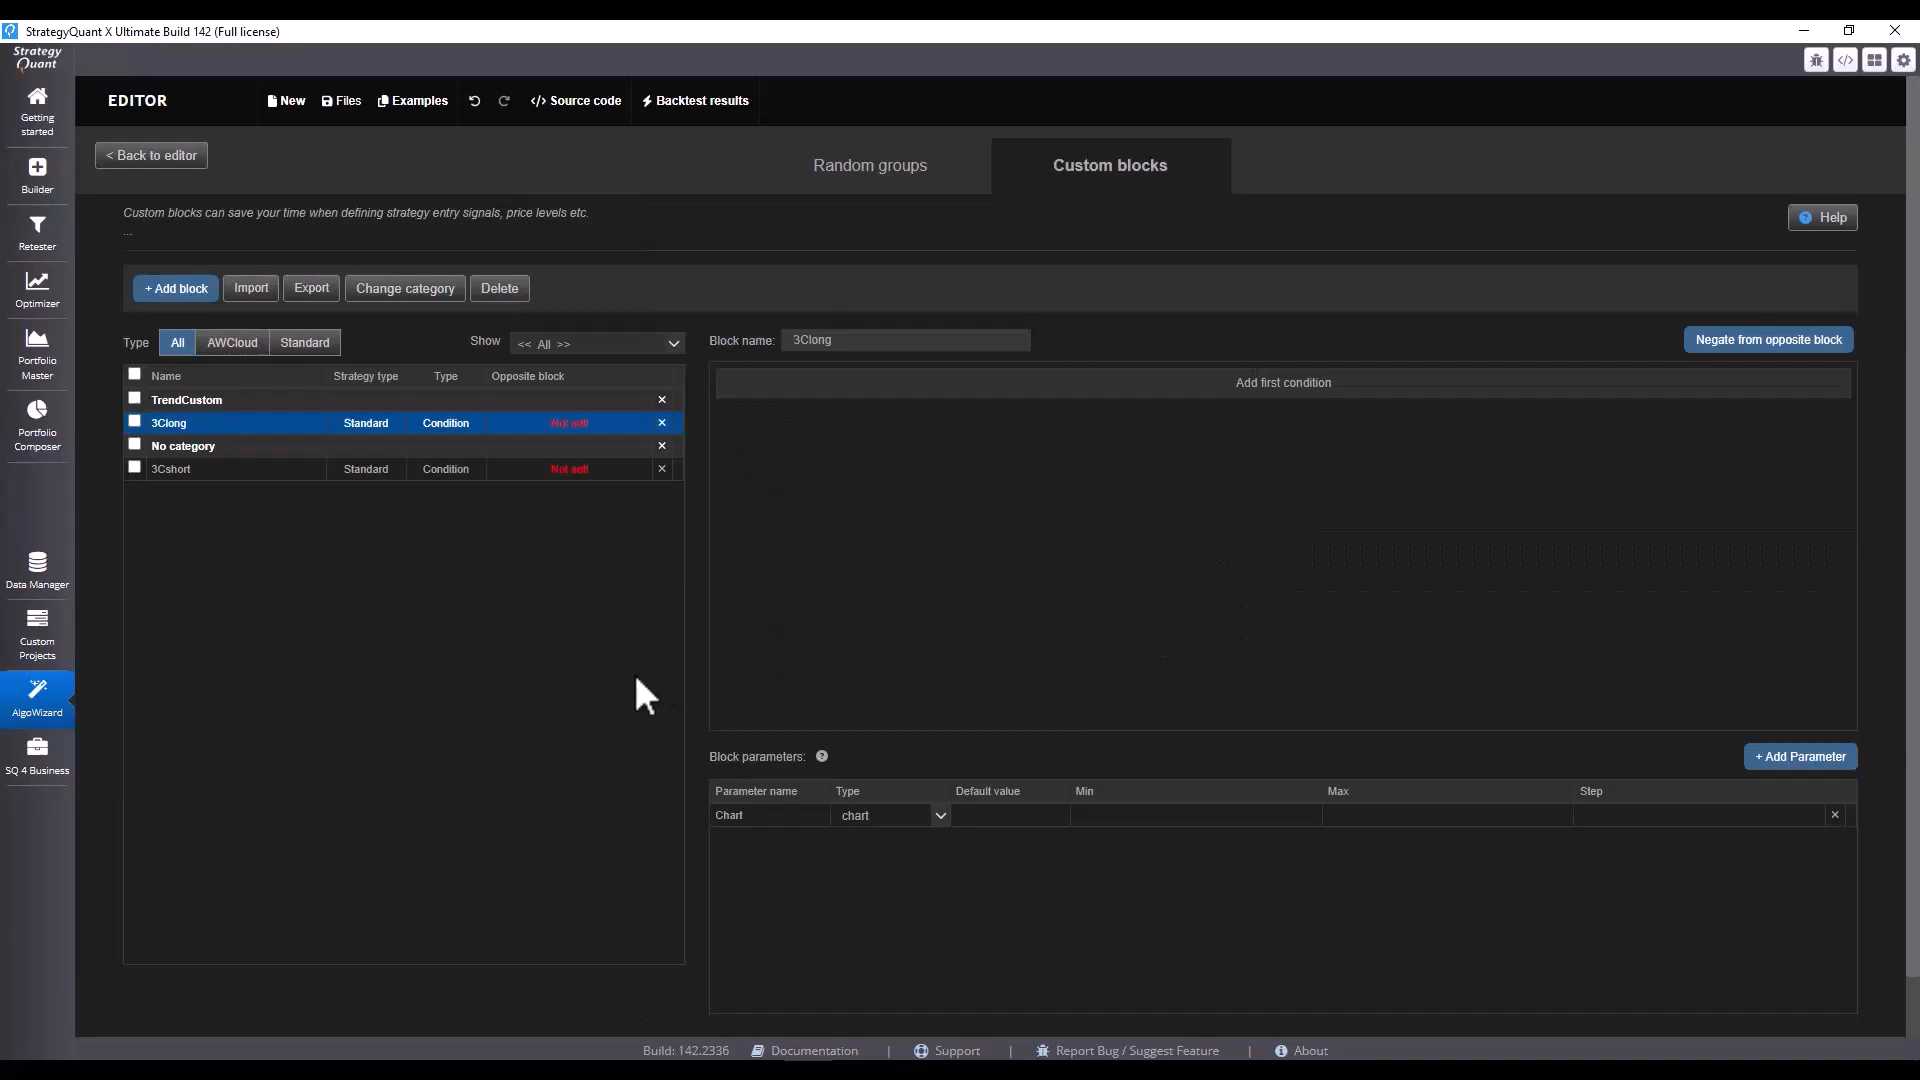 StrategyQuant X Ultimate Build 142 (Full license)
Strategy
Quant
EDITOR
New
Files
Examples
</> Source code
Backtest results
Getting
started
Builder
Retester
Optimizer
Portfolio
Master
Portfolio
Composer
Data Manager
Custom
Projects
AlgoWizard
SQ 4 Business
< Back to editor
Random groups
Custom blocks
Custom blocks can save your time when defining strategy entry signals, price levels etc.
...
Help
+ Add block
Import
Export
Change category
Delete
Type
All
AWCloud
Standard
Show
<< All >>
Block name:
3Clong
Negate from opposite block
Name
Strategy type
Type
Opposite block
TrendCustom
3Clong
Standard
Condition
Not set!
No category
3Cshort
Standard
Condition
Not set!
Add first condition
Block parameters:
+ Add Parameter
Parameter name
Type
Default value
Min
Max
Step
Chart
chart
Build: 142.2336
Documentation
|
Support
|
Report Bug / Suggest Feature
|
About